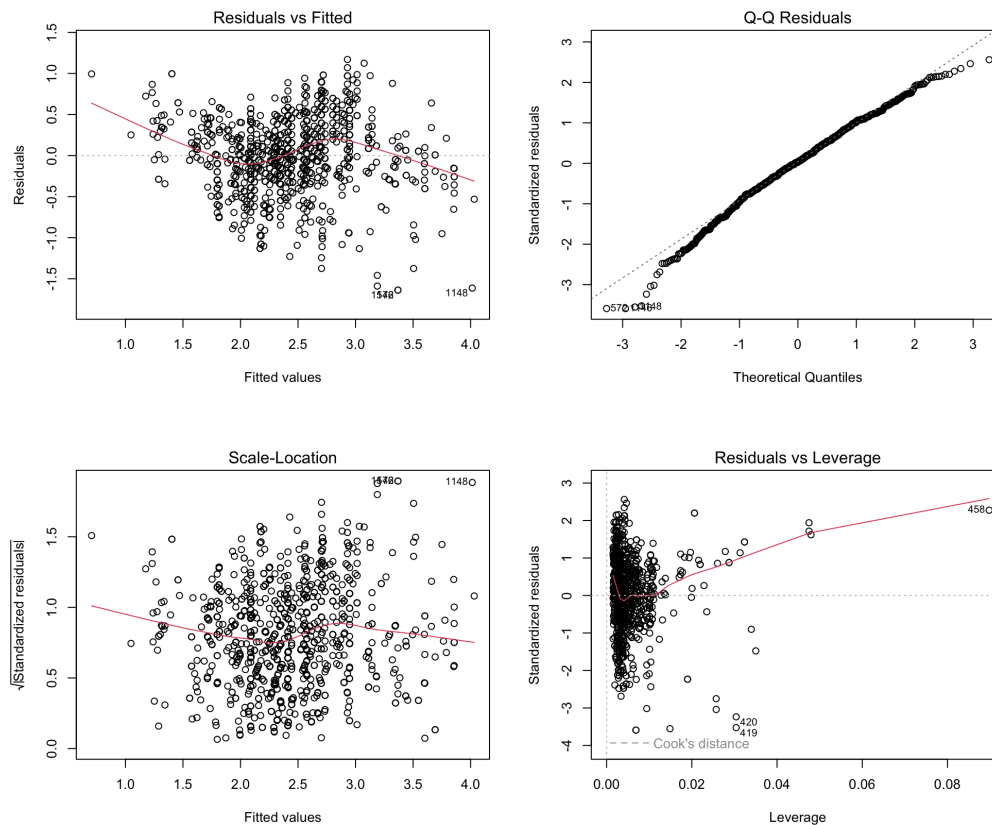 Residuals vs Fitted
Residuals
1.5
1.0
0.5
0.0
-0.5
-1.0
-1.5
1148
1.0 1.5 2.0 2.5 3.0 3.5 4.0
Fitted values
Q-Q Residuals
Standardized residuals
3
2
1
0
-1
-2
-3
572
1148
-3 -2 -1 0 1 2 3
Theoretical Quantiles
Scale-Location
√|Standardized residuals|
1.5
1.0
0.5
0.0
1148
1.0 1.5 2.0 2.5 3.0 3.5 4.0
Fitted values
Residuals vs Leverage
Standardized residuals
3
2
1
0
-1
-2
-3
-4
458
420
419
Cook's distance
0.00 0.02 0.04 0.06 0.08
Leverage